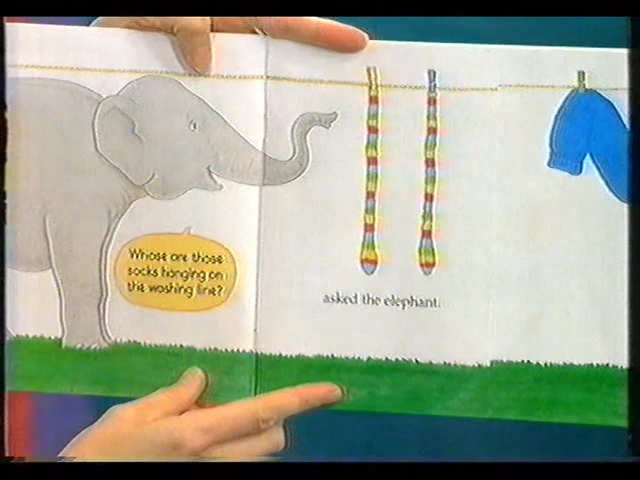 Whose are those
socks hanging on
the washing line?
asked the elephant.